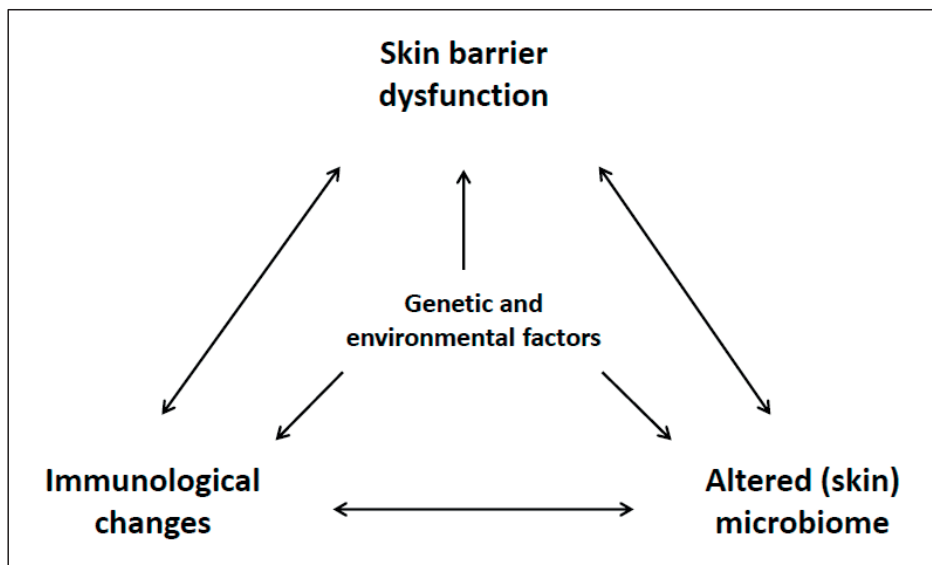 Skin barrier
dysfunction
Genetic and
environmental factors
Immunological
changes
Altered (skin)
microbiome